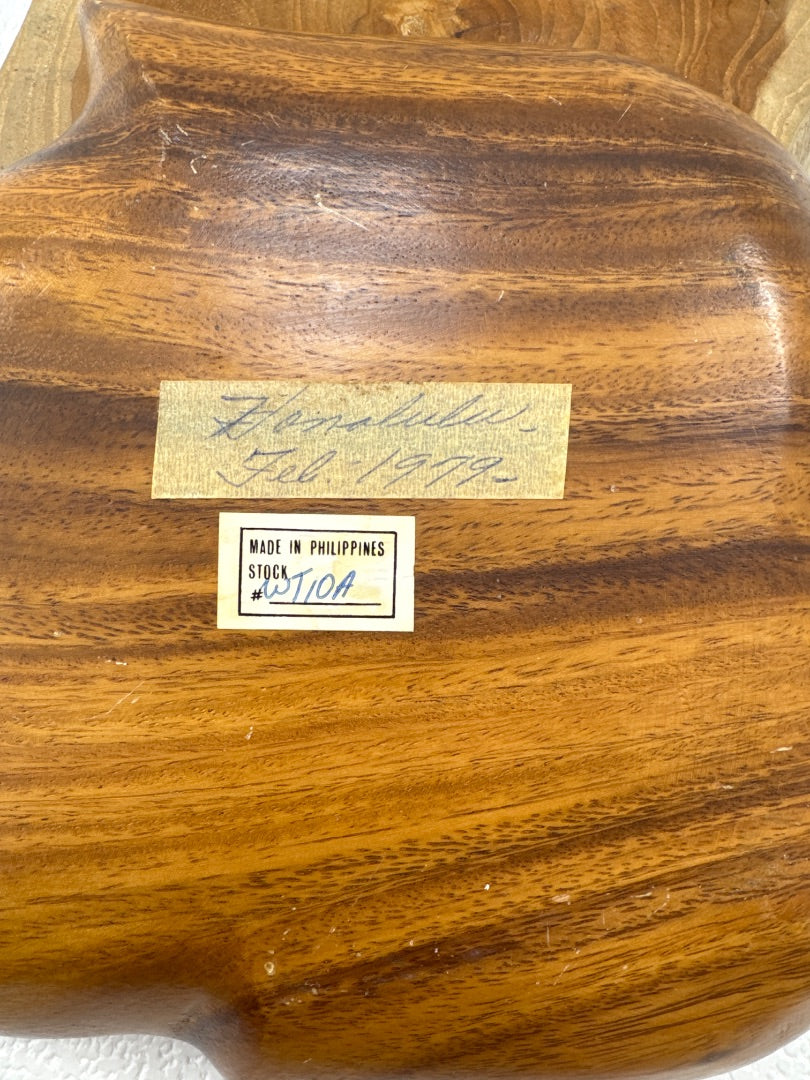 Honolulu-
Feb. 1979-
MADE IN PHILIPPINES
STOCK
# WT10A